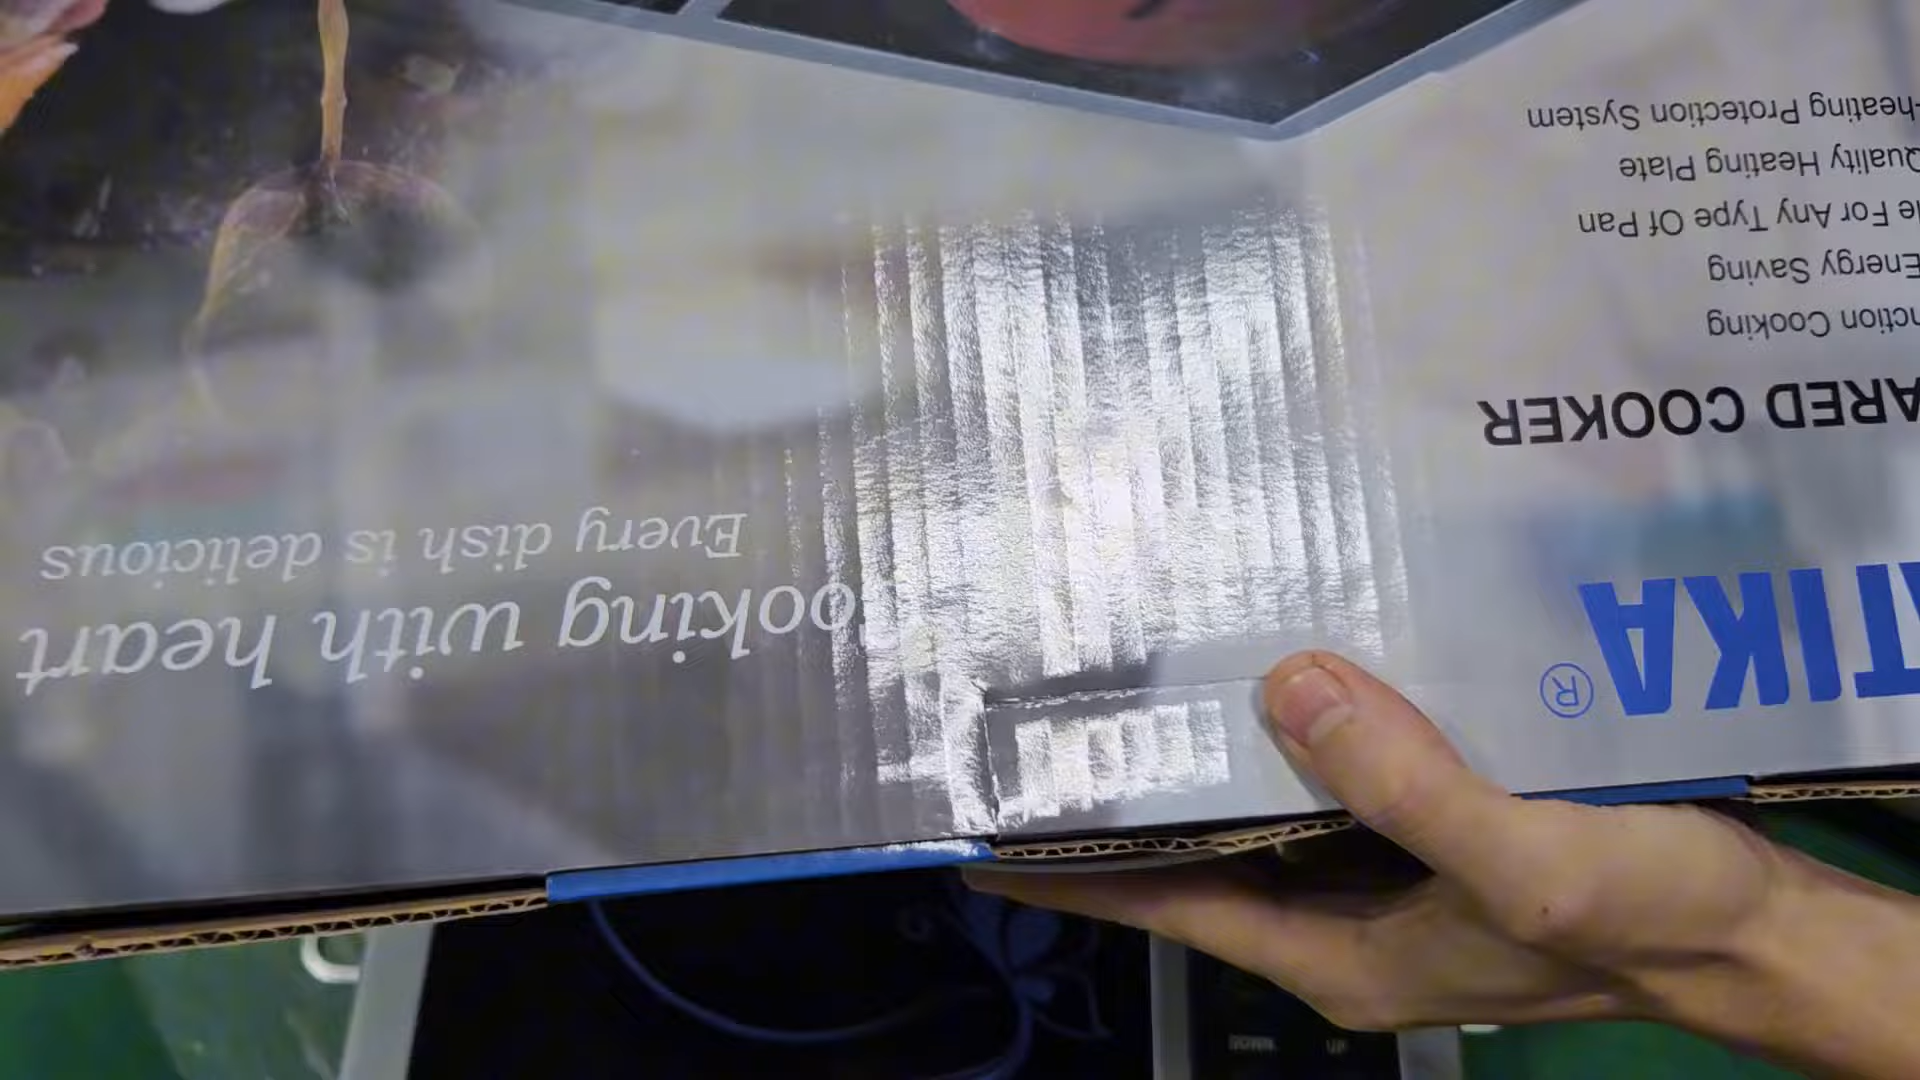 TIKA®
ARED COOKER
nction Cooking
Energy Saving
le For Any Type Of Pan
Quality Heating Plate
-heating Protection System
ooking with heart
Every dish is delicious